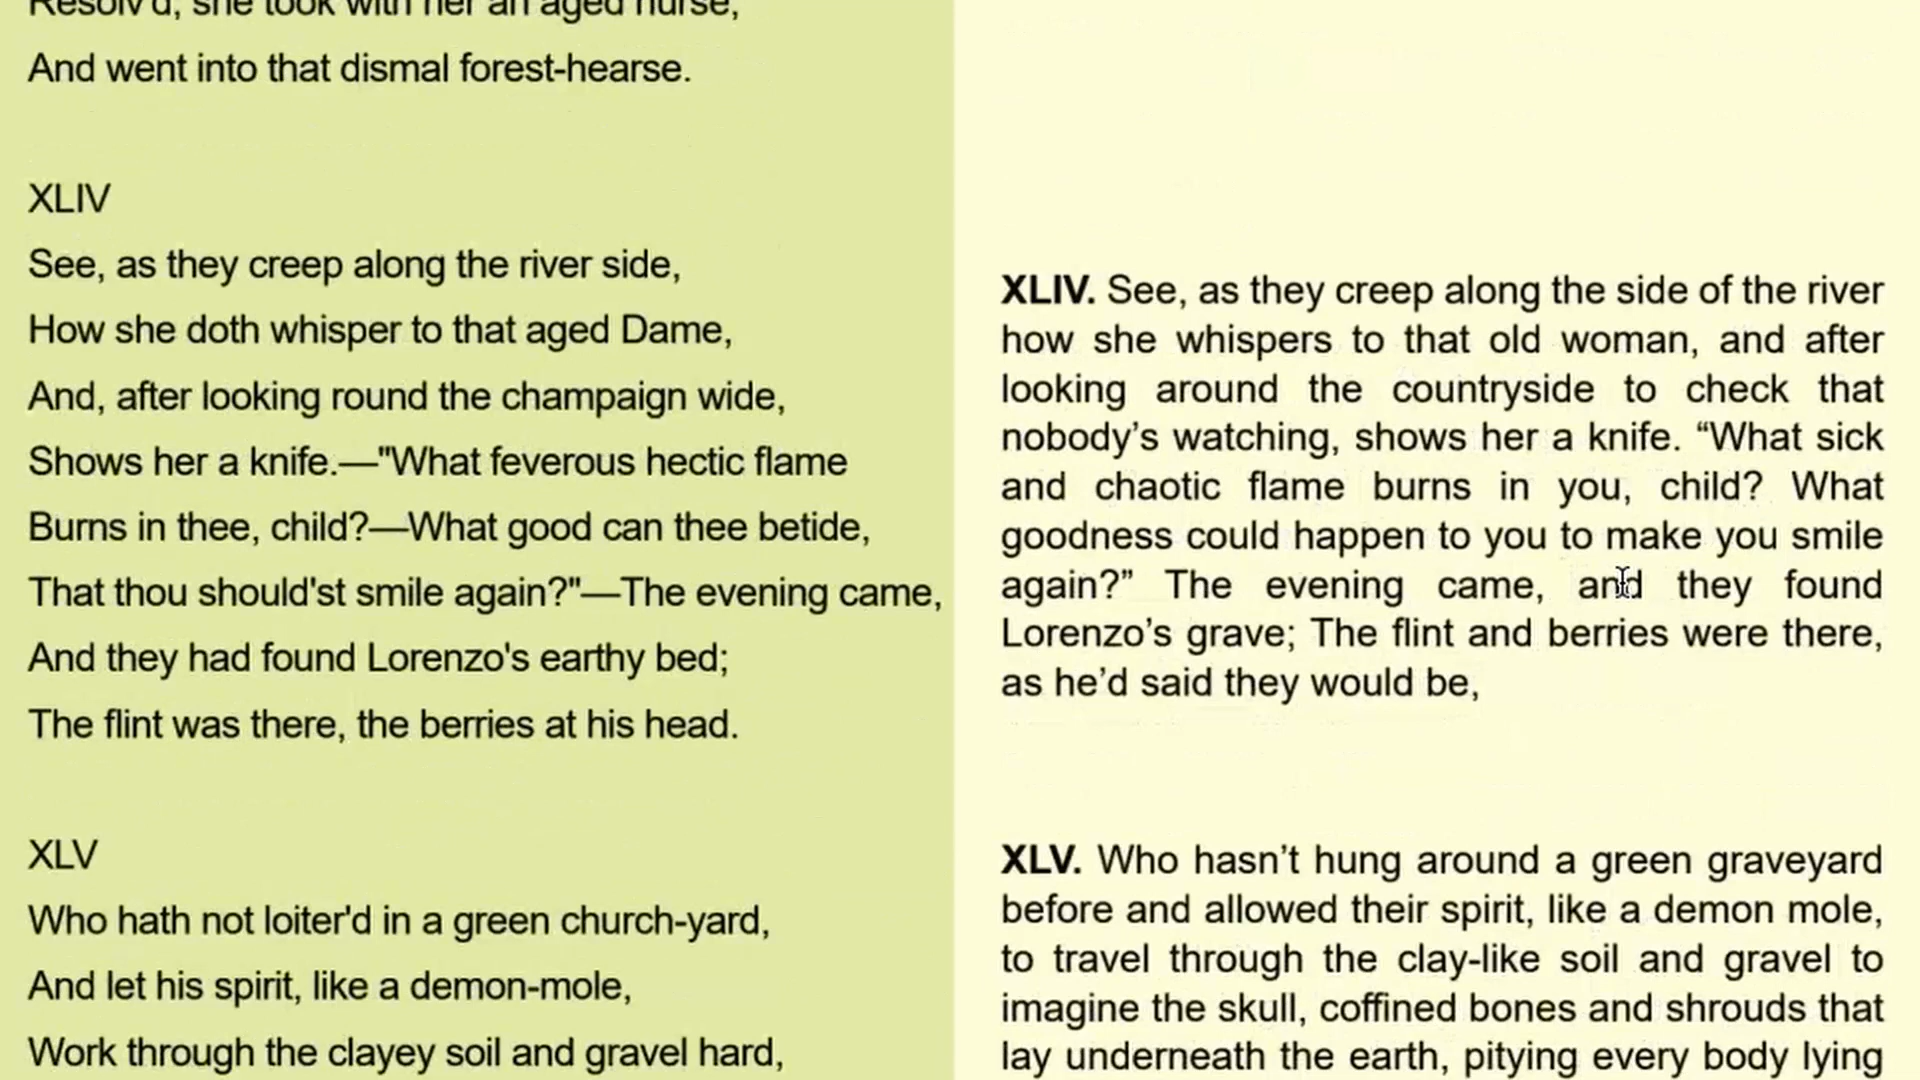 Resolv'd, she took with her an aged nurse,
And went into that dismal forest-hearse.
XLIV
See, as they creep along the river side,
How she doth whisper to that aged Dame,
And, after looking round the champaign wide,
Shows her a knife.—"What feverous hectic flame
Burns in thee, child?—What good can thee betide,
That thou should'st smile again?"—The evening came,
And they had found Lorenzo's earthy bed;
The flint was there, the berries at his head.
XLV
Who hath not loiter'd in a green church-yard,
And let his spirit, like a demon-mole,
Work through the clayey soil and gravel hard,
XLIV. See, as they creep along the side of the river
how she whispers to that old woman, and after
looking around the countryside to check that
nobody’s watching, shows her a knife. “What sick
and chaotic flame burns in you, child? What
goodness could happen to you to make you smile
again?” The evening came, and they found
Lorenzo’s grave; The flint and berries were there,
as he’d said they would be,
XLV. Who hasn’t hung around a green graveyard
before and allowed their spirit, like a demon mole,
to travel through the clay-like soil and gravel to
imagine the skull, coffined bones and shrouds that
lay underneath the earth, pitying every body lying